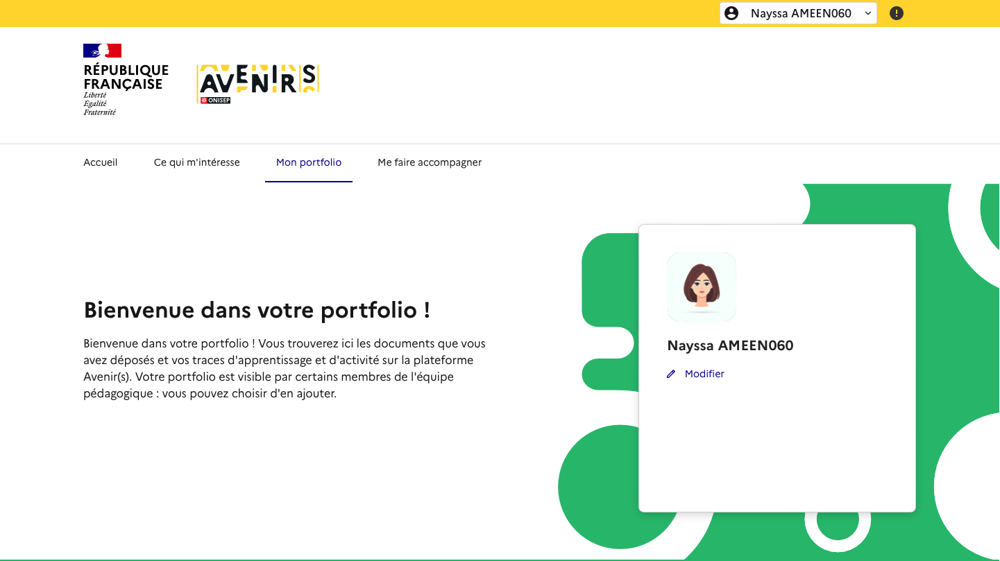 Nayssa AMEEN060
RÉPUBLIQUE
FRANÇAISE
Liberté
Égalité
Fraternité
AVENIRS
ONISEP
Accueil
Ce qui m'intéresse
Mon portfolio
Me faire accompagner
Bienvenue dans votre portfolio !
Bienvenue dans votre portfolio ! Vous trouverez ici les documents que vous
avez déposés et vos traces d'apprentissage et d'activité sur la plateforme
Avenir(s). Votre portfolio est visible par certains membres de l'équipe
pédagogique : vous pouvez choisir d'en ajouter.
Nayssa AMEEN060
Modifier